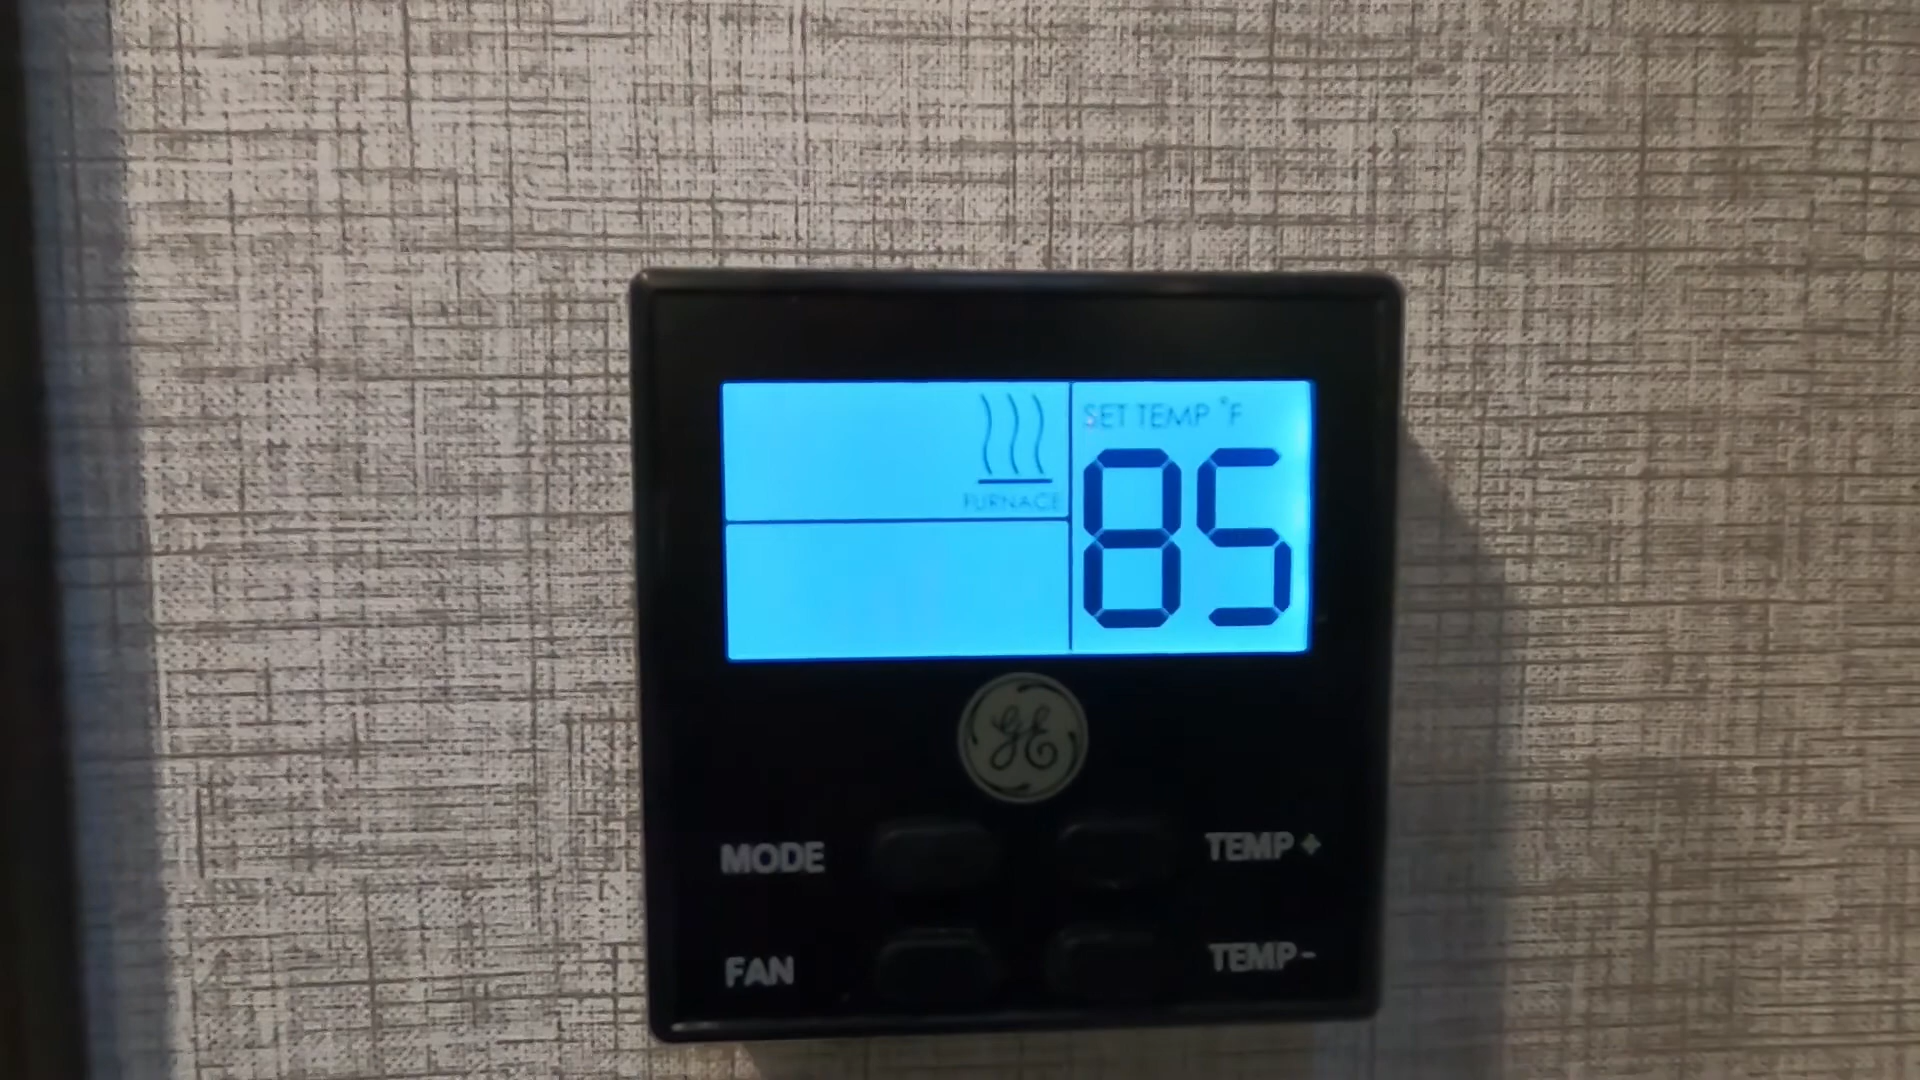 SET TEMP °F
FURNACE
85
GE
MODE
TEMP +
FAN
TEMP -